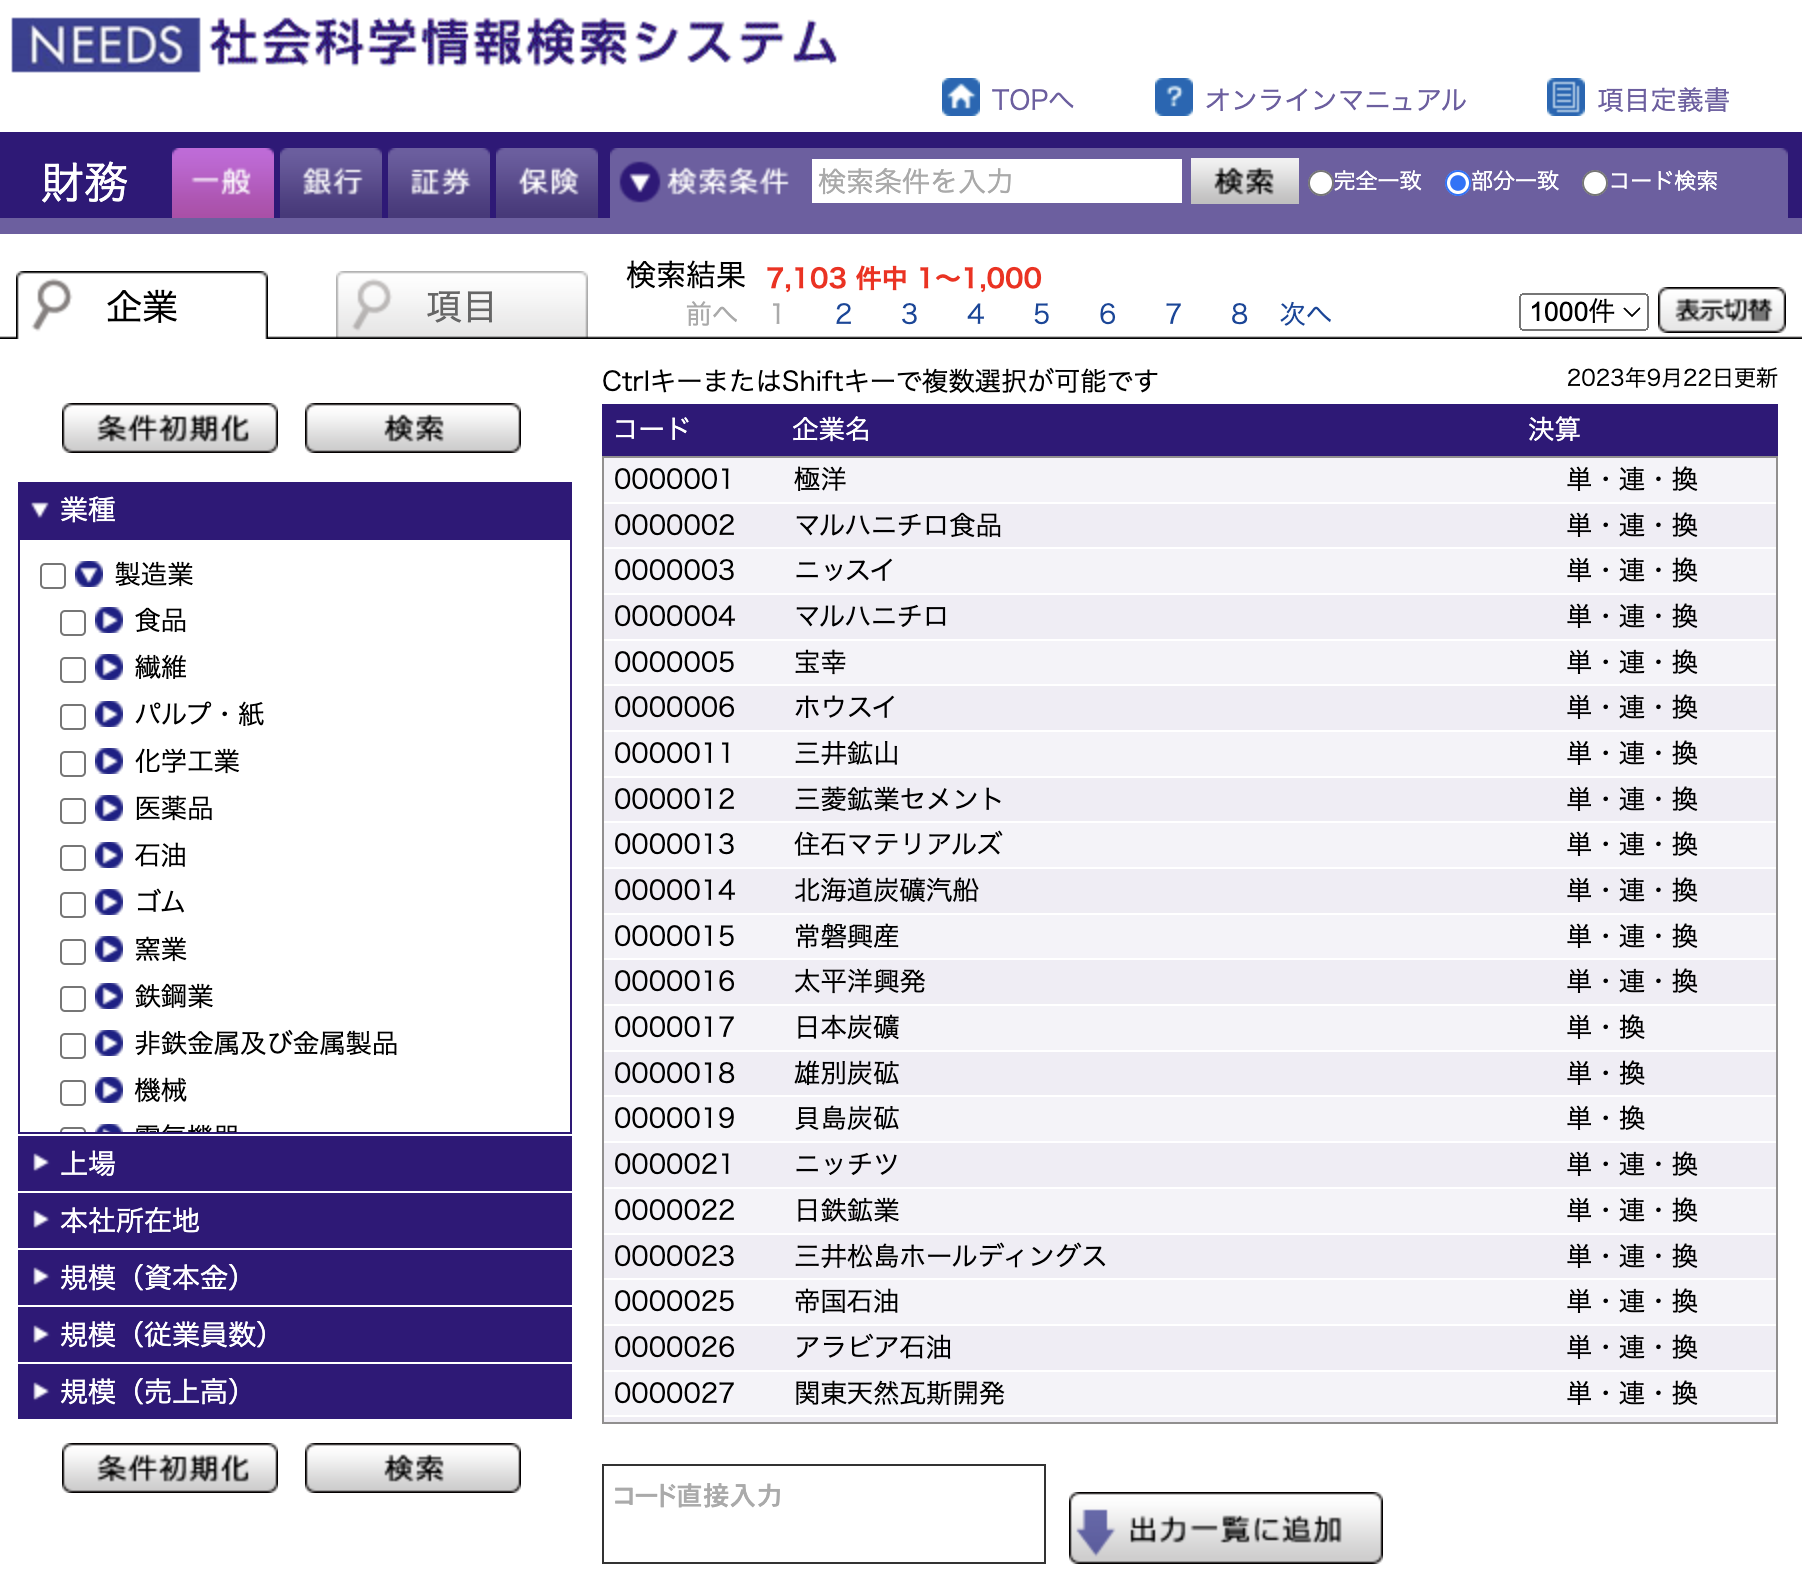 NEEDS 社会科学情報検索システム
TOPへ オンラインマニュアル 項目定義書
財務 一般 銀行 証券 保険 検索条件 検索条件を入力 検索 完全一致 部分一致 コード検索
企業 項目
検索結果 7,103 件中 1～1,000
前へ 1 2 3 4 5 6 7 8 次へ
1000件 表示切替
CtrlキーまたはShiftキーで複数選択が可能です 2023年9月22日更新
条件初期化 検索
業種
製造業
食品
繊維
パルプ・紙
化学工業
医薬品
石油
ゴム
窯業
鉄鋼業
非鉄金属及び金属製品
機械
電気機器
上場
本社所在地
規模（資本金）
規模（従業員数）
規模（売上高）
条件初期化 検索
コード 企業名 決算
0000001 極洋 単・連・換
0000002 マルハニチロ食品 単・連・換
0000003 ニッスイ 単・連・換
0000004 マルハニチロ 単・連・換
0000005 宝幸 単・連・換
0000006 ホウスイ 単・連・換
0000011 三井鉱山 単・連・換
0000012 三菱鉱業セメント 単・連・換
0000013 住石マテリアルズ 単・連・換
0000014 北海道炭礦汽船 単・連・換
0000015 常磐興産 単・連・換
0000016 太平洋興発 単・連・換
0000017 日本炭礦 単・換
0000018 雄別炭砿 単・換
0000019 貝島炭砿 単・換
0000021 ニッチツ 単・連・換
0000022 日鉄鉱業 単・連・換
0000023 三井松島ホールディングス 単・連・換
0000025 帝国石油 単・連・換
0000026 アラビア石油 単・連・換
0000027 関東天然瓦斯開発 単・連・換
コード直接入力
出力一覧に追加